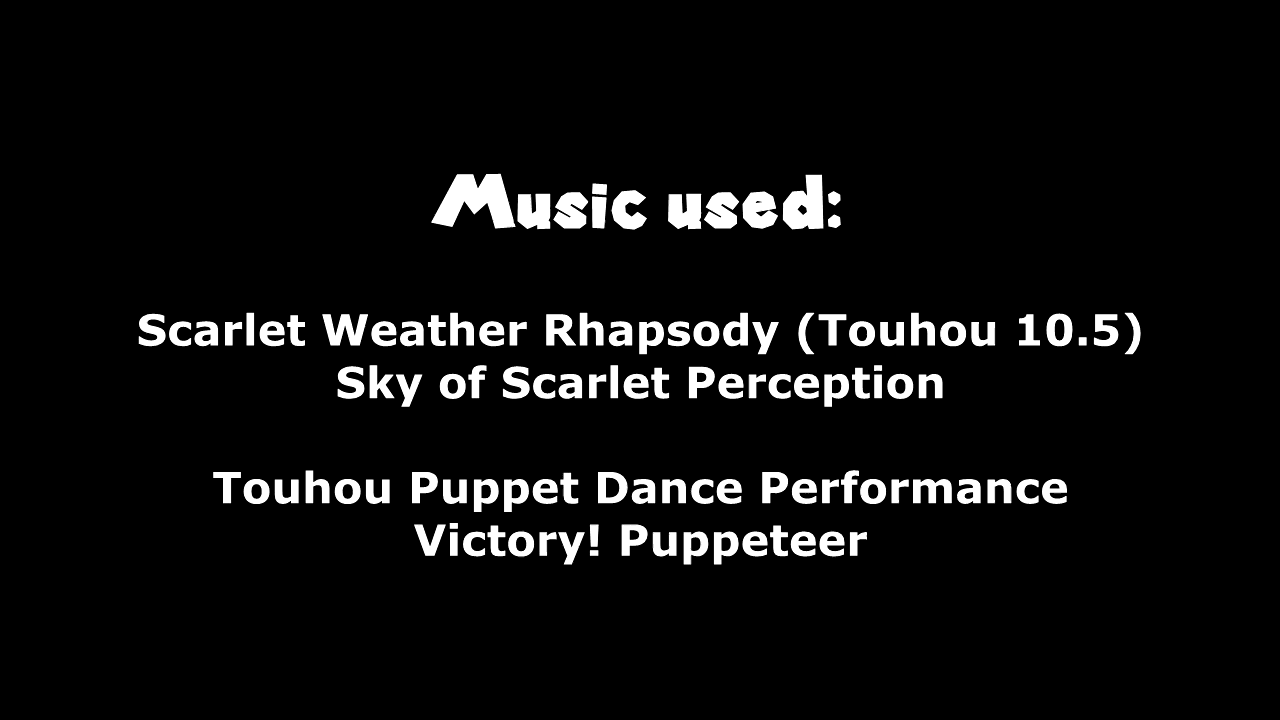 Music used:
Scarlet Weather Rhapsody (Touhou 10.5)
Sky of Scarlet Perception
Touhou Puppet Dance Performance
Victory! Puppeteer